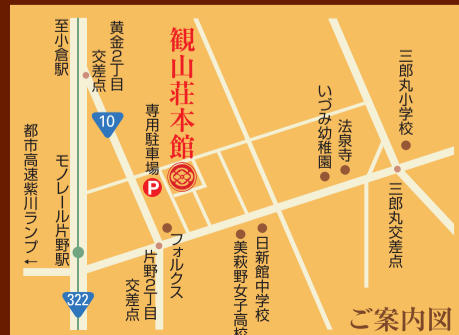 至小倉駅
黄金2丁目
交差点
10
観山荘本館
専用駐車場
P
都市高速紫川ランプ←
モノレール片野駅
322
片野2丁目
交差点
フォルクス
美萩野女子高校
日新館中学校
いづみ幼稚園
法泉寺
三郎丸小学校
三郎丸交差点
ご案内図